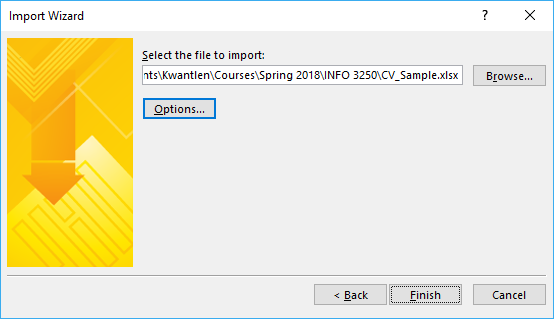 Import Wizard
?
Select the file to import:
nts\Kwantlen\Courses\Spring 2018\INFO 3250\CV_Sample.xlsx
Browse...
Options...
< Back
Finish
Cancel